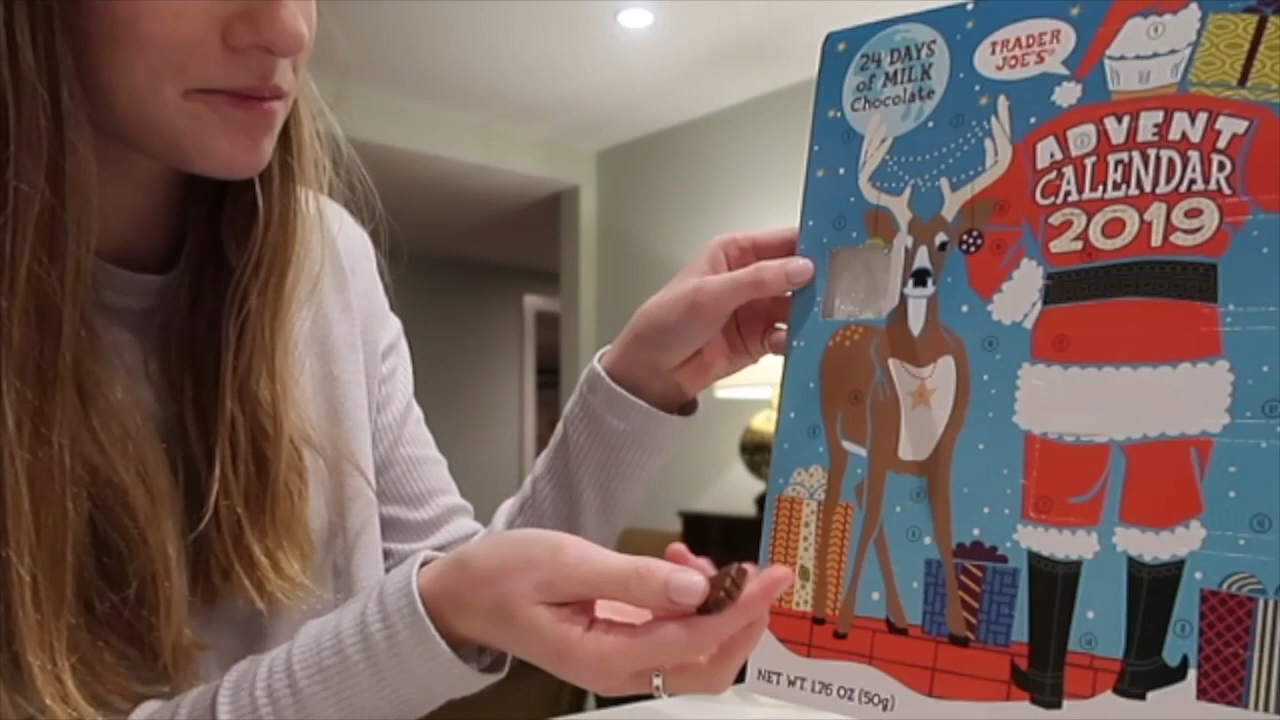 24 DAYS
of MILK
Chocolate
TRADER
JOE'S®
ADVENT
CALENDAR
2019
NET WT. 1.76 OZ (50g)